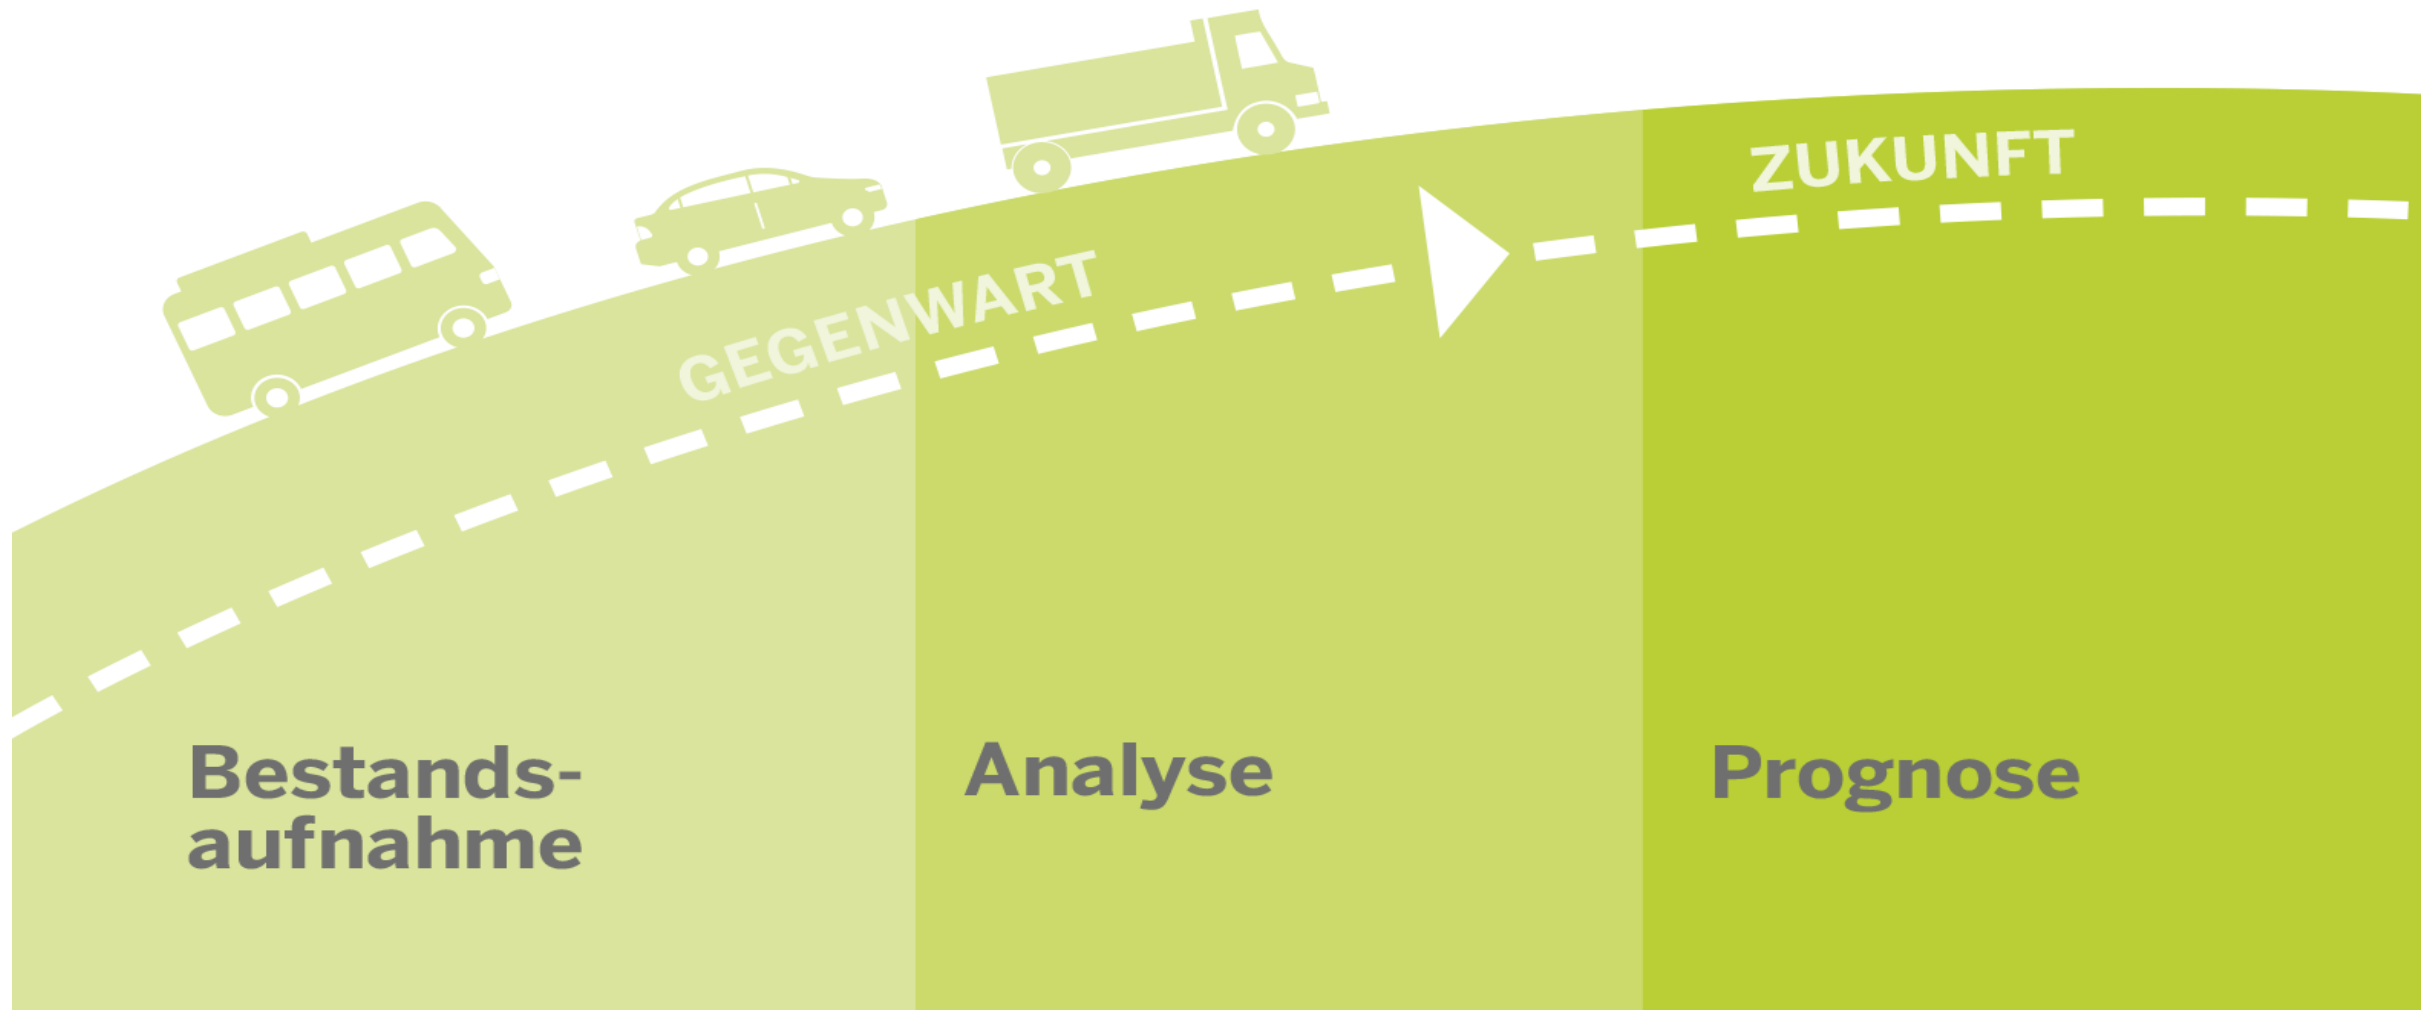 ZUKUNFT
GEGENWART
Bestands-
aufnahme
Analyse
Prognose